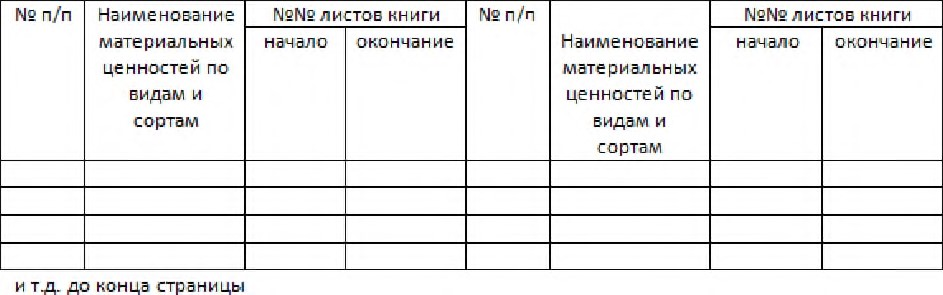 № п/п
Наименование
материальных
ценностей по
видам и
сортам
№№ листов книги
начало
окончание
№ п/п
Наименование
материальных
ценностей по
видам и
сортам
№№ листов книги
начало
окончание
и т.д. до конца страницы